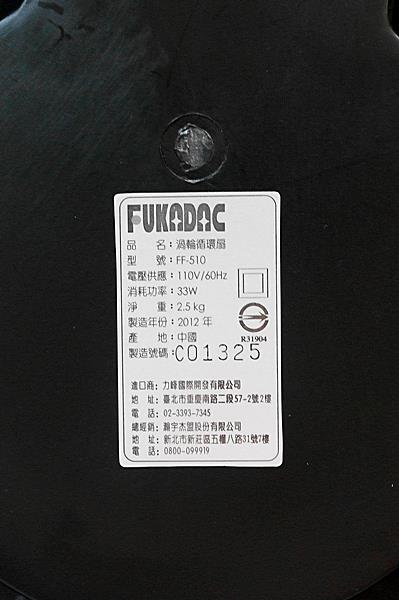 FUKADAC
品 名：渦輪循環扇
型 號：FF-510
電壓供應：110V/60Hz
消耗功率：33W
淨 重：2.5 kg
製造年份：2012 年
產 地：中國
R31904
製造號碼：C01325
進口商：力峰國際開發有限公司
地 址：臺北市重慶南路二段57-2號2樓
電 話：02-3393-7345
總經銷：瀚宇杰盟股份有限公司
地 址：新北市新莊區五權八路31號7樓
電 話：0800-099919